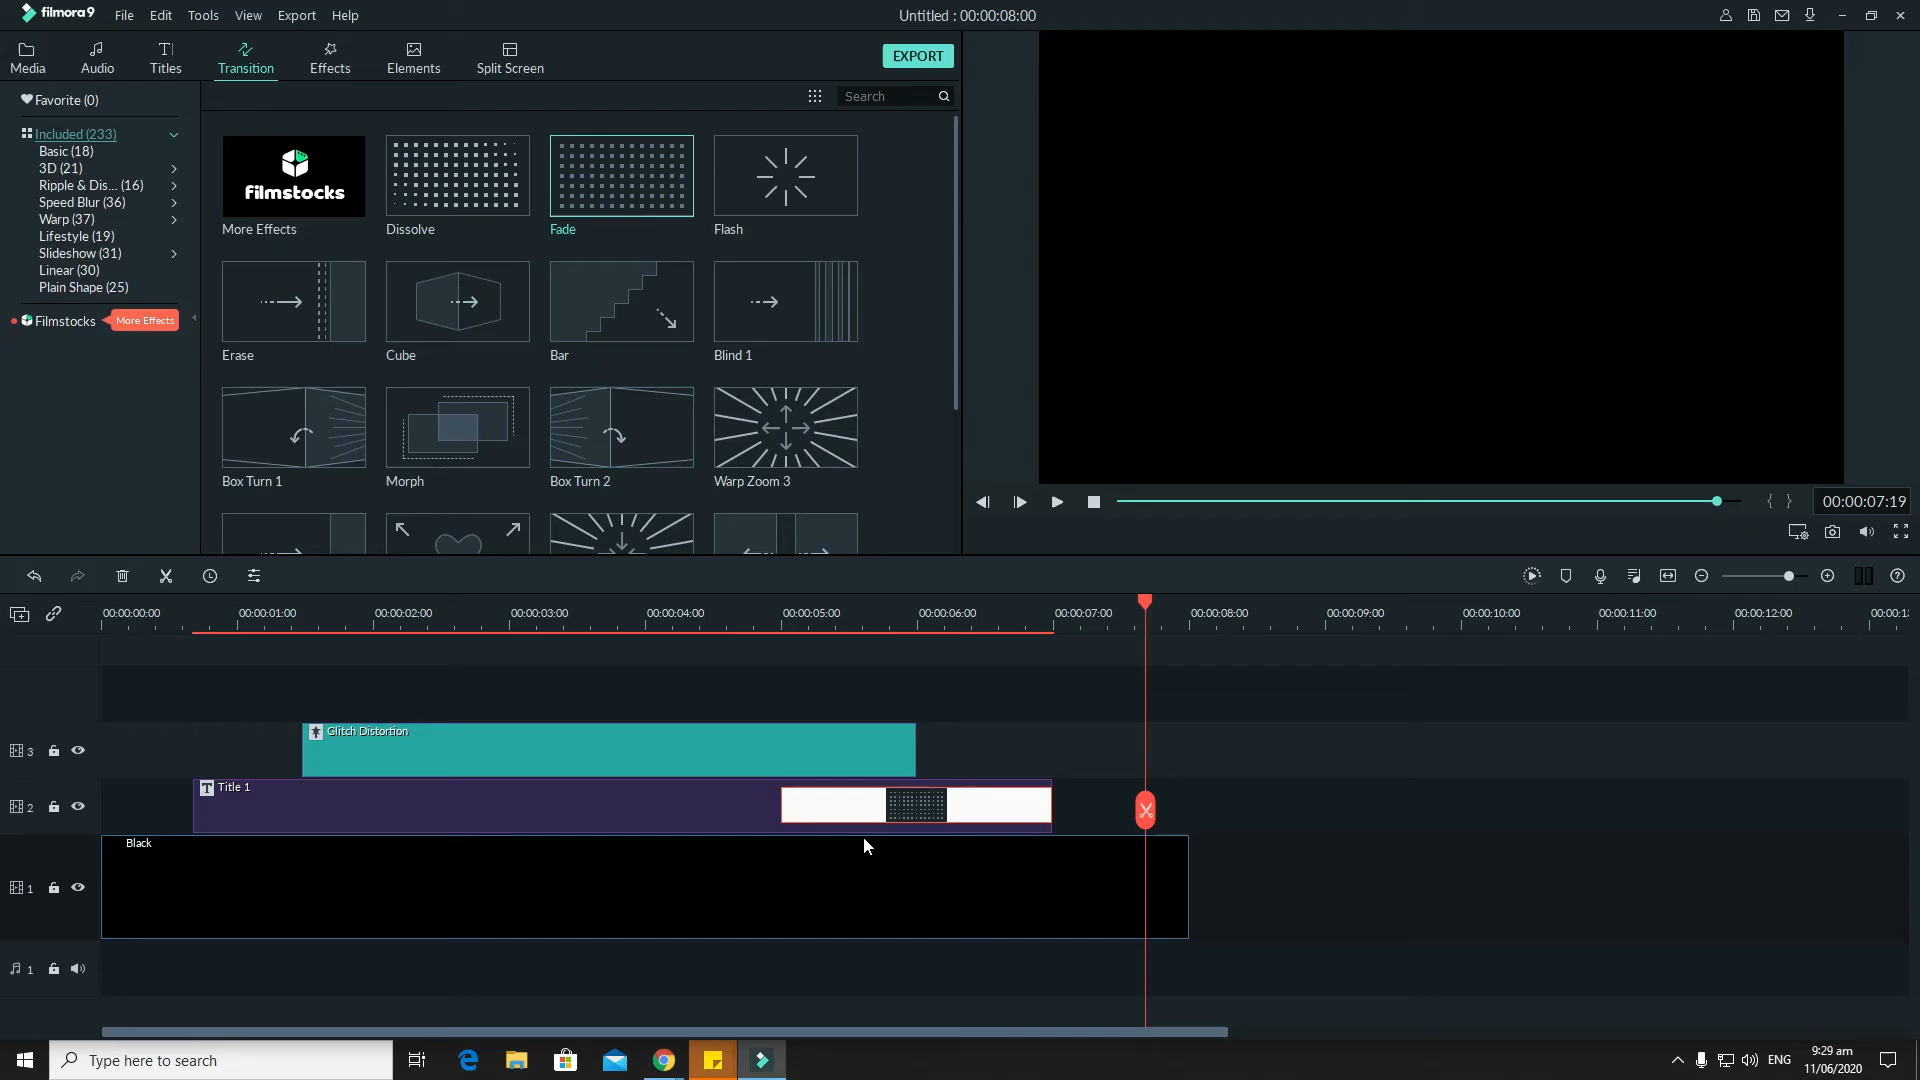 filmora9
File
Edit
Tools
View
Export
Help
Untitled : 00:00:08:00
Media
Audio
Titles
Transition
Effects
Elements
Split Screen
EXPORT
Favorite (0)
Search
Included (233)
Basic (18)
3D (21)
Ripple & Dis... (16)
Speed Blur (36)
Warp (37)
Lifestyle (19)
Slideshow (31)
Linear (30)
Plain Shape (25)
Filmstocks
More Effects
filmstocks
More Effects
Dissolve
Fade
Flash
Erase
Cube
Bar
Blind 1
Box Turn 1
Morph
Box Turn 2
Warp Zoom 3
00:00:07:19
00:00:00:00
00:00:01:00
00:00:02:00
00:00:03:00
00:00:04:00
00:00:05:00
00:00:06:00
00:00:07:00
00:00:08:00
00:00:09:00
00:00:10:00
00:00:11:00
00:00:12:00
00:00:1
3
Glitch Distortion
2
Title 1
1
Black
1
Type here to search
ENG
9:29 am
11/06/2020